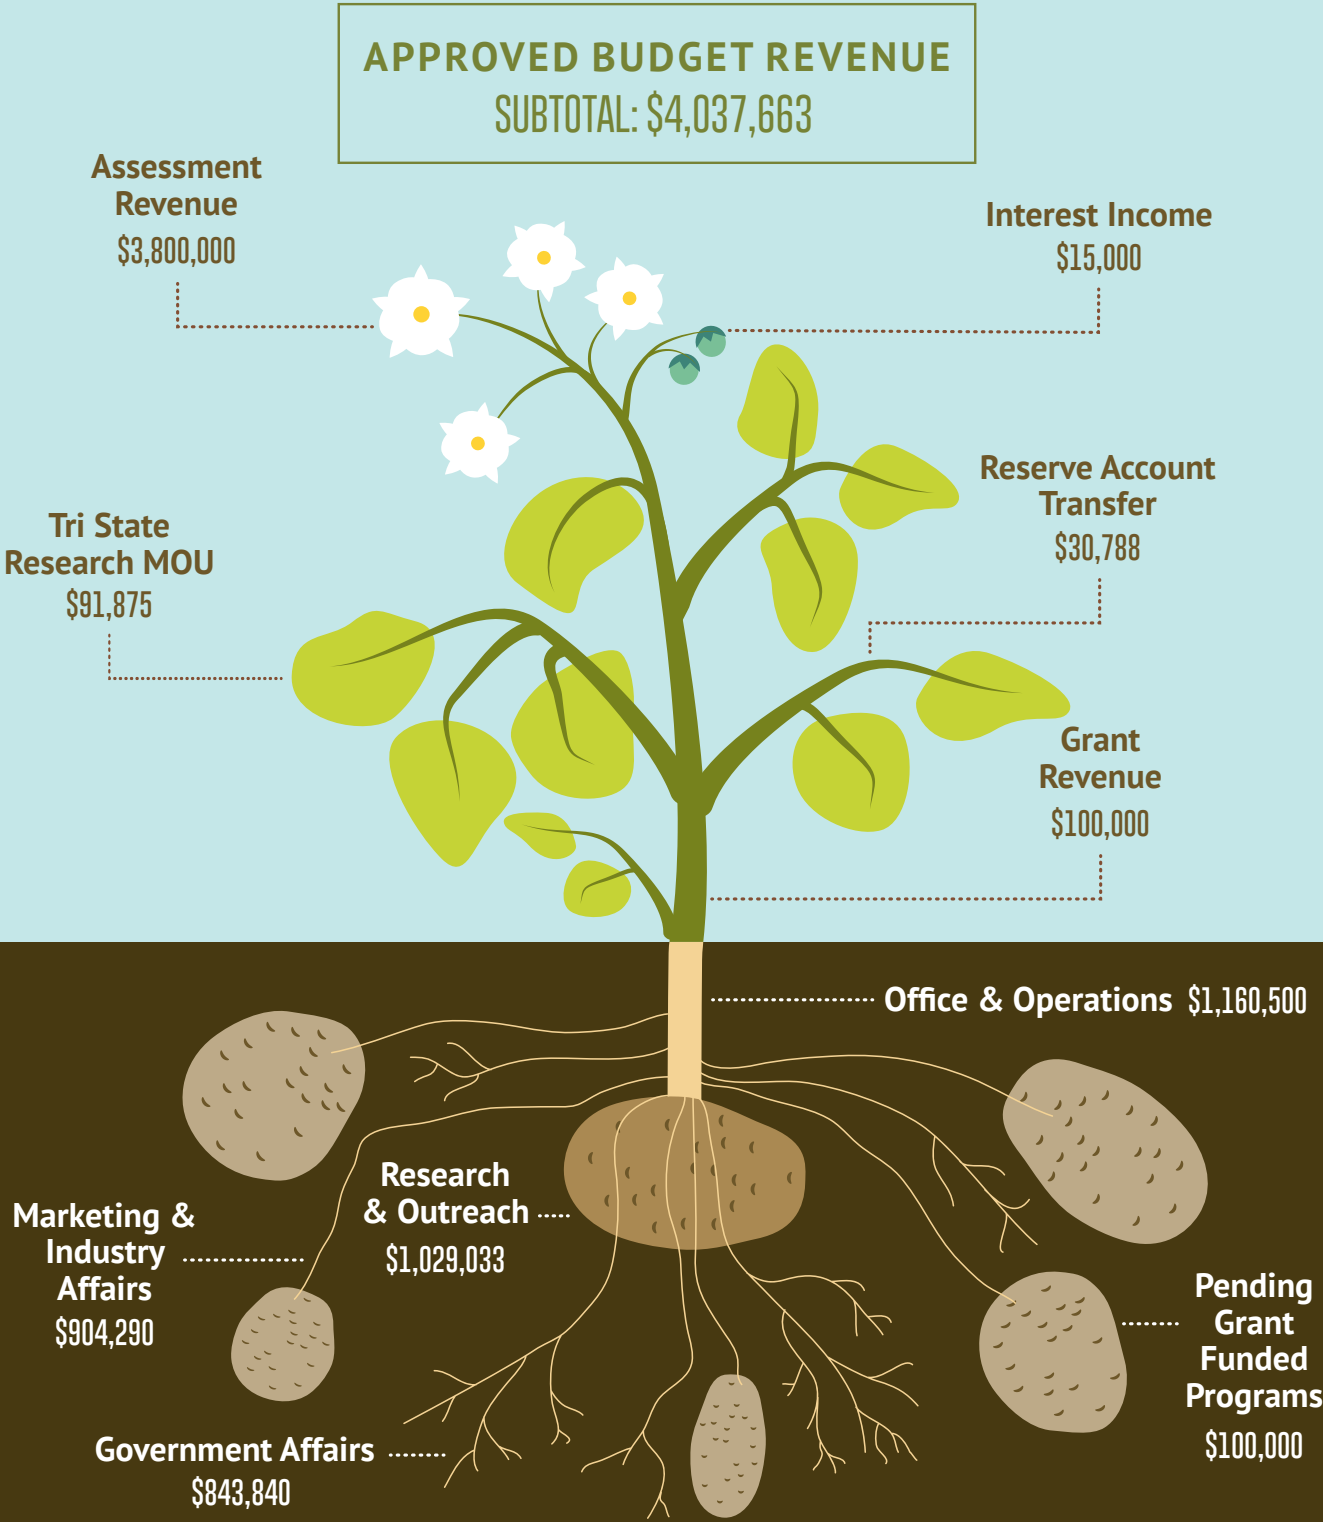 APPROVED BUDGET REVENUE
SUBTOTAL: $4,037,663
Assessment
Revenue
$3,800,000
Interest Income
$15,000
Reserve Account
Transfer
$30,788
Tri State
Research MOU
$91,875
Grant
Revenue
$100,000
Office & Operations $1,160,500
Research
& Outreach
$1,029,033
Marketing &
Industry
Affairs
$904,290
Pending
Grant
Funded
Programs
$100,000
Government Affairs
$843,840